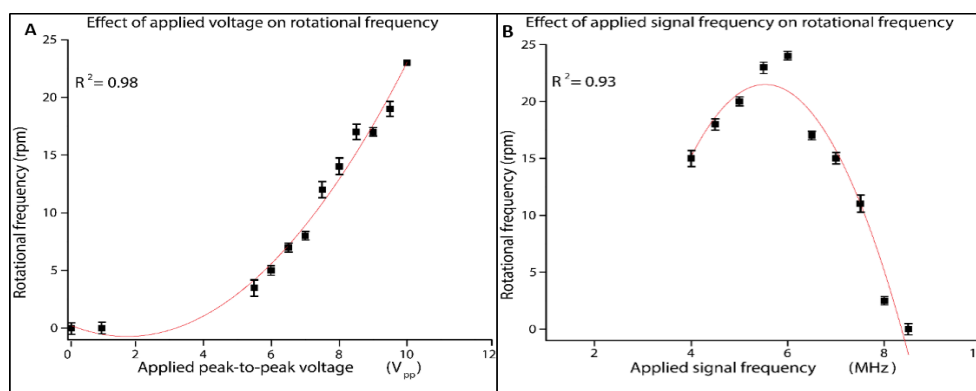 A
Effect of applied voltage on rotational frequency
R² = 0.98
Rotational frequency (rpm)
25
20
15
10
5
0
0 2 4 6 8 10 12
Applied peak-to-peak voltage (Vpp)
B
Effect of applied signal frequency on rotational frequency
R² = 0.93
Rotational frequency (rpm)
25
20
15
10
5
0
2 4 6 8
Applied signal frequency (MHz)